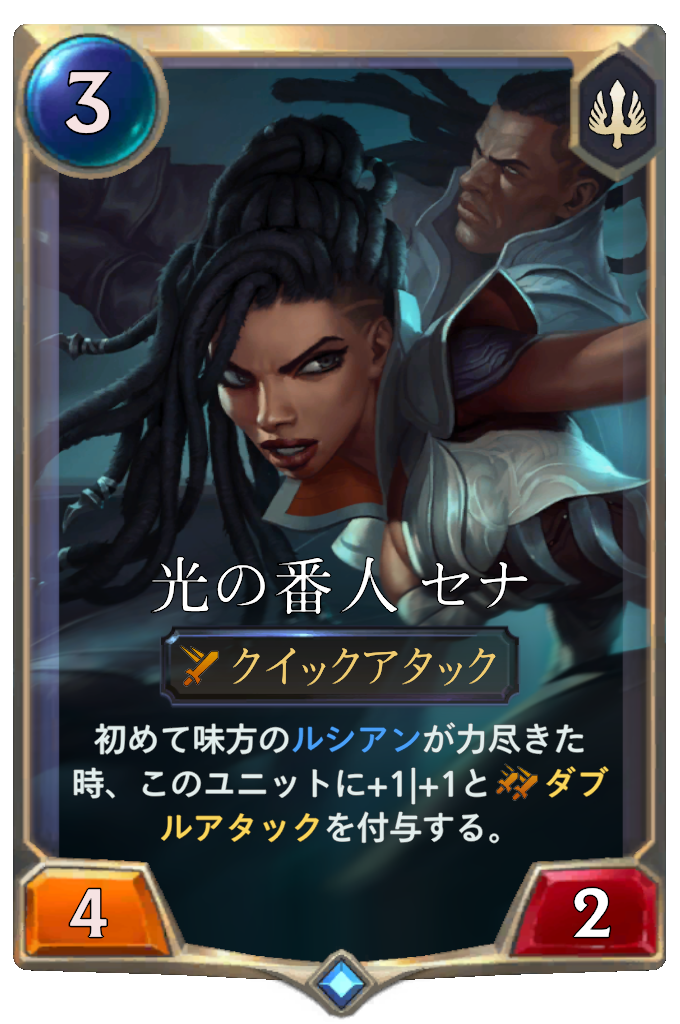 3
光の番人 セナ
クイックアタック
初めて味方のルシアンが力尽きた
時、このユニットに+1|+1とダブ
ルアタックを付与する。
4
2